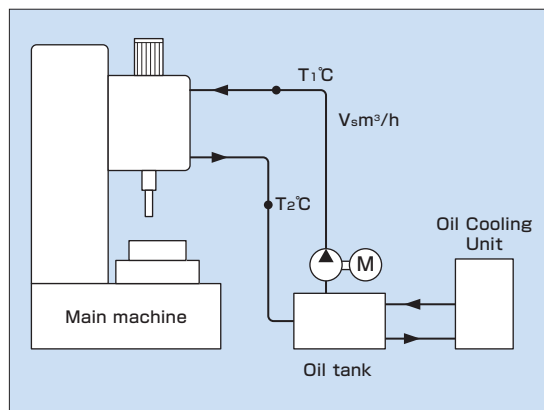 T₁℃
Vₛm³/h
T₂℃
Oil Cooling
Unit
M
Main machine
Oil tank